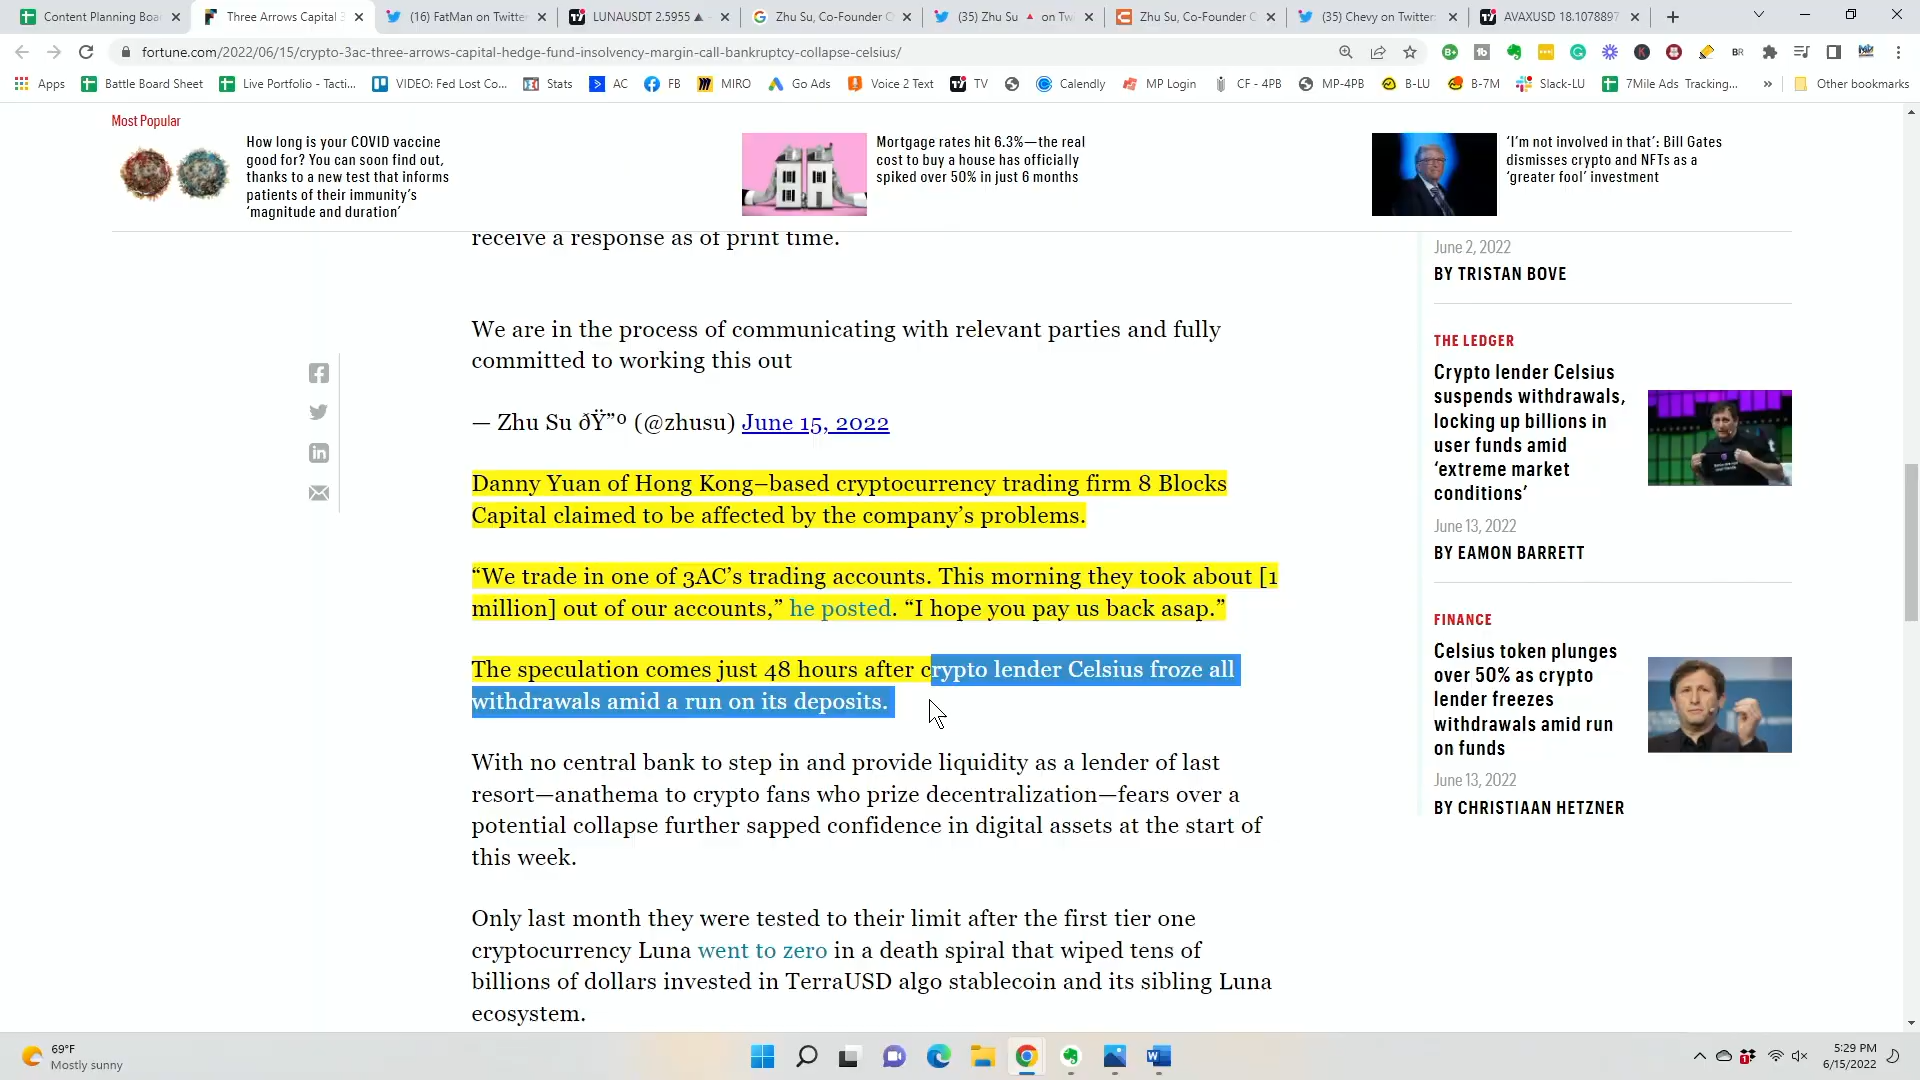 Content Planning Boa
Three Arrows Capital 3
(16) FatMan on Twitte
LUNAUSDT 2.5955 ▲
Zhu Su, Co-Founder
(35) Zhu Su 🔺 on Tw
Zhu Su, Co-Founder
(35) Chevy on Twitter:
AVAXUSD 18.1078897
fortune.com/2022/06/15/crypto-3ac-three-arrows-capital-hedge-fund-insolvency-margin-call-bankruptcy-collapse-celsius/
Apps
Battle Board Sheet
Live Portfolio - Tacti...
VIDEO: Fed Lost Co...
Stats
AC
FB
MIRO
Go Ads
Voice 2 Text
TV
Calendly
MP Login
CF - 4PB
MP-4PB
B-LU
B-7M
Slack-LU
7Mile Ads Tracking...
»
Other bookmarks
Most Popular
How long is your COVID vaccine
good for? You can soon find out,
thanks to a new test that informs
patients of their immunity's
'magnitude and duration'
Mortgage rates hit 6.3%—the real
cost to buy a house has officially
spiked over 50% in just 6 months
'I'm not involved in that': Bill Gates
dismisses crypto and NFTs as a
'greater fool' investment
receive a response as of print time.
We are in the process of communicating with relevant parties and fully
committed to working this out
— Zhu Su ðŸ”º (@zhusu) June 15, 2022
Danny Yuan of Hong Kong–based cryptocurrency trading firm 8 Blocks
Capital claimed to be affected by the company's problems.
“We trade in one of 3AC's trading accounts. This morning they took about [1
million] out of our accounts,” he posted. “I hope you pay us back asap.”
The speculation comes just 48 hours after crypto lender Celsius froze all
withdrawals amid a run on its deposits.
With no central bank to step in and provide liquidity as a lender of last
resort—anathema to crypto fans who prize decentralization—fears over a
potential collapse further sapped confidence in digital assets at the start of
this week.
Only last month they were tested to their limit after the first tier one
cryptocurrency Luna went to zero in a death spiral that wiped tens of
billions of dollars invested in TerraUSD algo stablecoin and its sibling Luna
ecosystem.
June 2, 2022
BY TRISTAN BOVE
THE LEDGER
Crypto lender Celsius
suspends withdrawals,
locking up billions in
user funds amid
'extreme market
conditions'
June 13, 2022
BY EAMON BARRETT
FINANCE
Celsius token plunges
over 50% as crypto
lender freezes
withdrawals amid run
on funds
June 13, 2022
BY CHRISTIAAN HETZNER
69°F
Mostly sunny
5:29 PM
6/15/2022